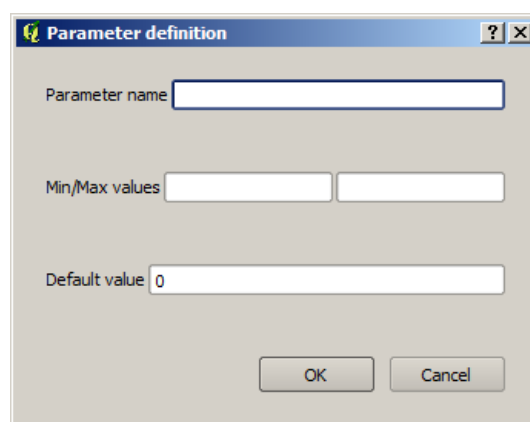 Parameter definition
Parameter name
Min/Max values
Default value 0
OK Cancel